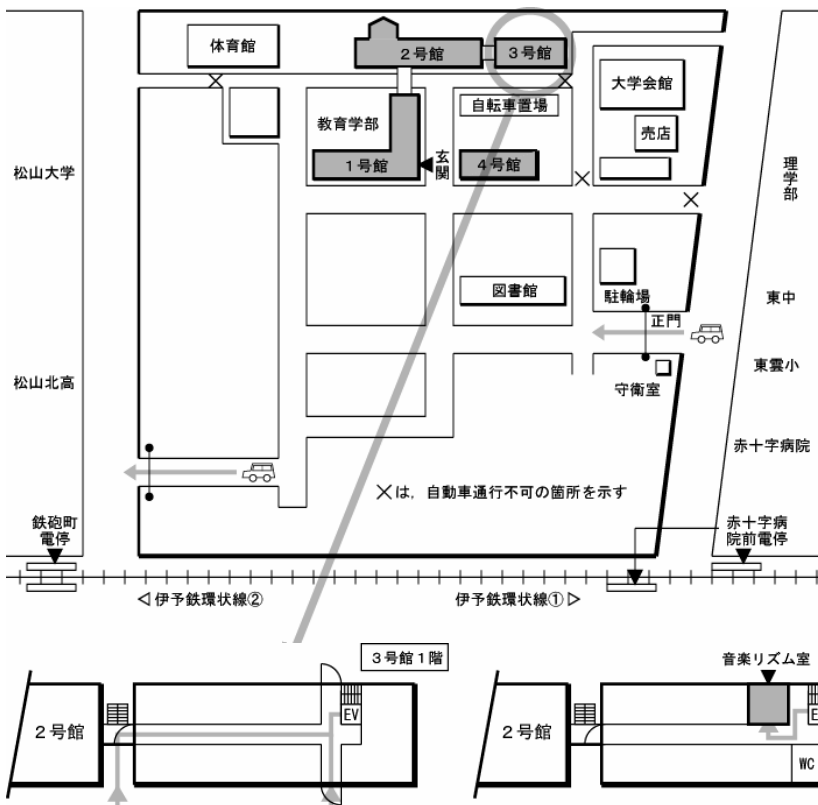 体育館
2号館
3号館
大学会館
自転車置場
教育学部
売店
松山大学
1号館
玄関
4号館
理学部
図書館
駐輪場
東中
正門
松山北高
東雲小
守衛室
赤十字病院
×は，自動車通行不可の箇所を示す
鉄砲町
電停
赤十字病
院前電停
◁伊予鉄環状線②
伊予鉄環状線①▷
3号館1階
音楽リズム室
2号館
EV
2号館
WC